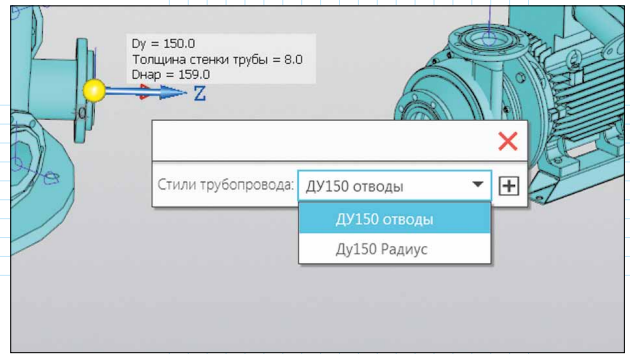 Dy = 150.0
Толщина стенки трубы = 8.0
Dнар = 159.0
Z
Стили трубопровода: ДУ150 отводы
ДУ150 отводы
Ду150 Радиус